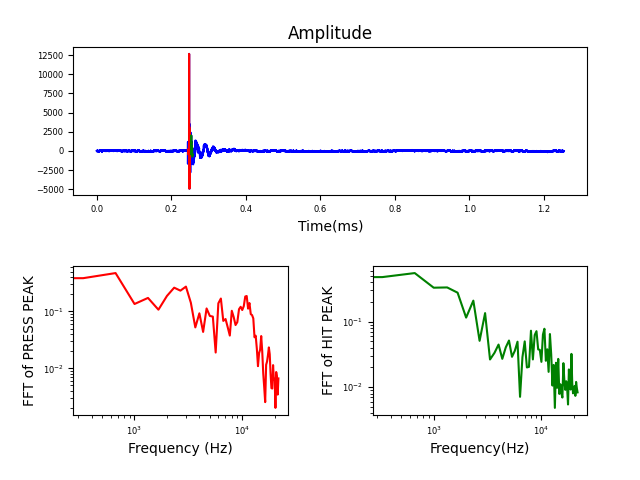 Amplitude
12500
10000
7500
5000
2500
0
−2500
−5000
0.0 0.2 0.4 0.6 0.8 1.0 1.2
Time(ms)
FFT of PRESS PEAK
10⁻¹
10⁻²
10³ 10⁴
Frequency (Hz)
FFT of HIT PEAK
10⁻¹
10⁻²
10³ 10⁴
Frequency(Hz)